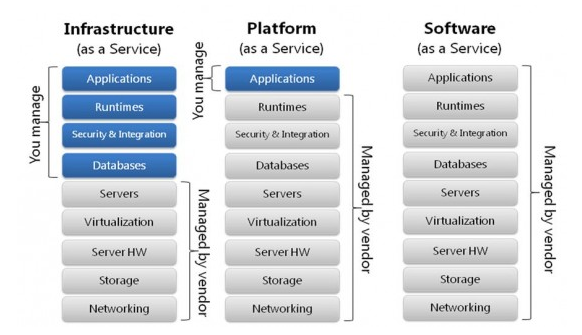 Infrastructure
(as a Service)
You manage
Applications
Runtimes
Security & Integration
Databases
Servers
Virtualization
Server HW
Storage
Networking
Managed by vendor
Platform
(as a Service)
You manage
Applications
Runtimes
Security & Integration
Databases
Servers
Virtualization
Server HW
Storage
Networking
Managed by vendor
Software
(as a Service)
Applications
Runtimes
Security & Integration
Databases
Servers
Virtualization
Server HW
Storage
Networking
Managed by vendor